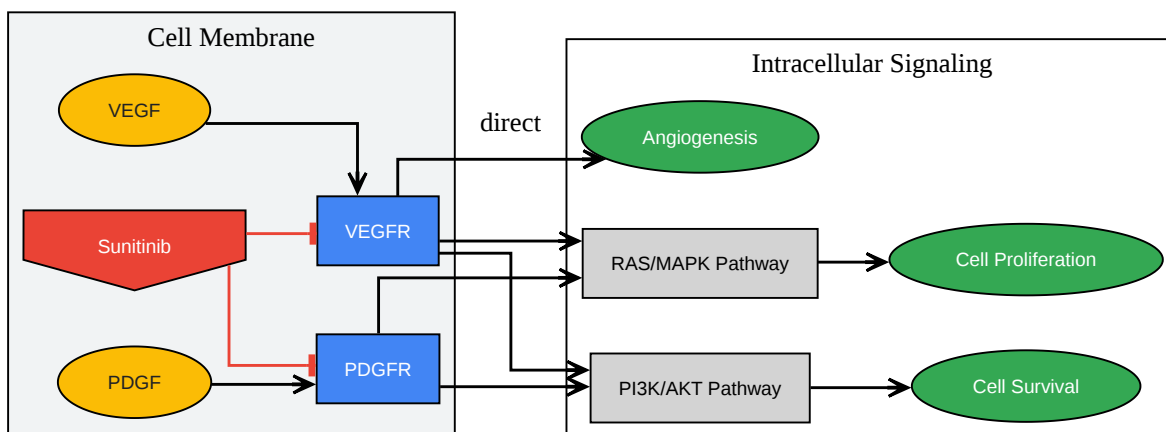 Cell Membrane
Intracellular Signaling
VEGF
direct
Angiogenesis
Sunitinib
VEGFR
RAS/MAPK Pathway
Cell Proliferation
PDGF
PDGFR
PI3K/AKT Pathway
Cell Survival